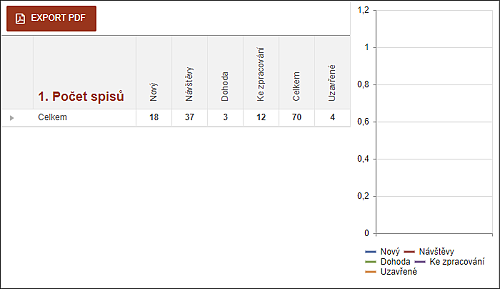 EXPORT PDF
1. Počet spisů
Nový
Návštěvy
Dohoda
Ke zpracování
Celkem
Uzavřené
Celkem 18 37 3 12 70 4
1,2
1
0,8
0,6
0,4
0,2
0
Nový Návštěvy
Dohoda Ke zpracování
Uzavřené